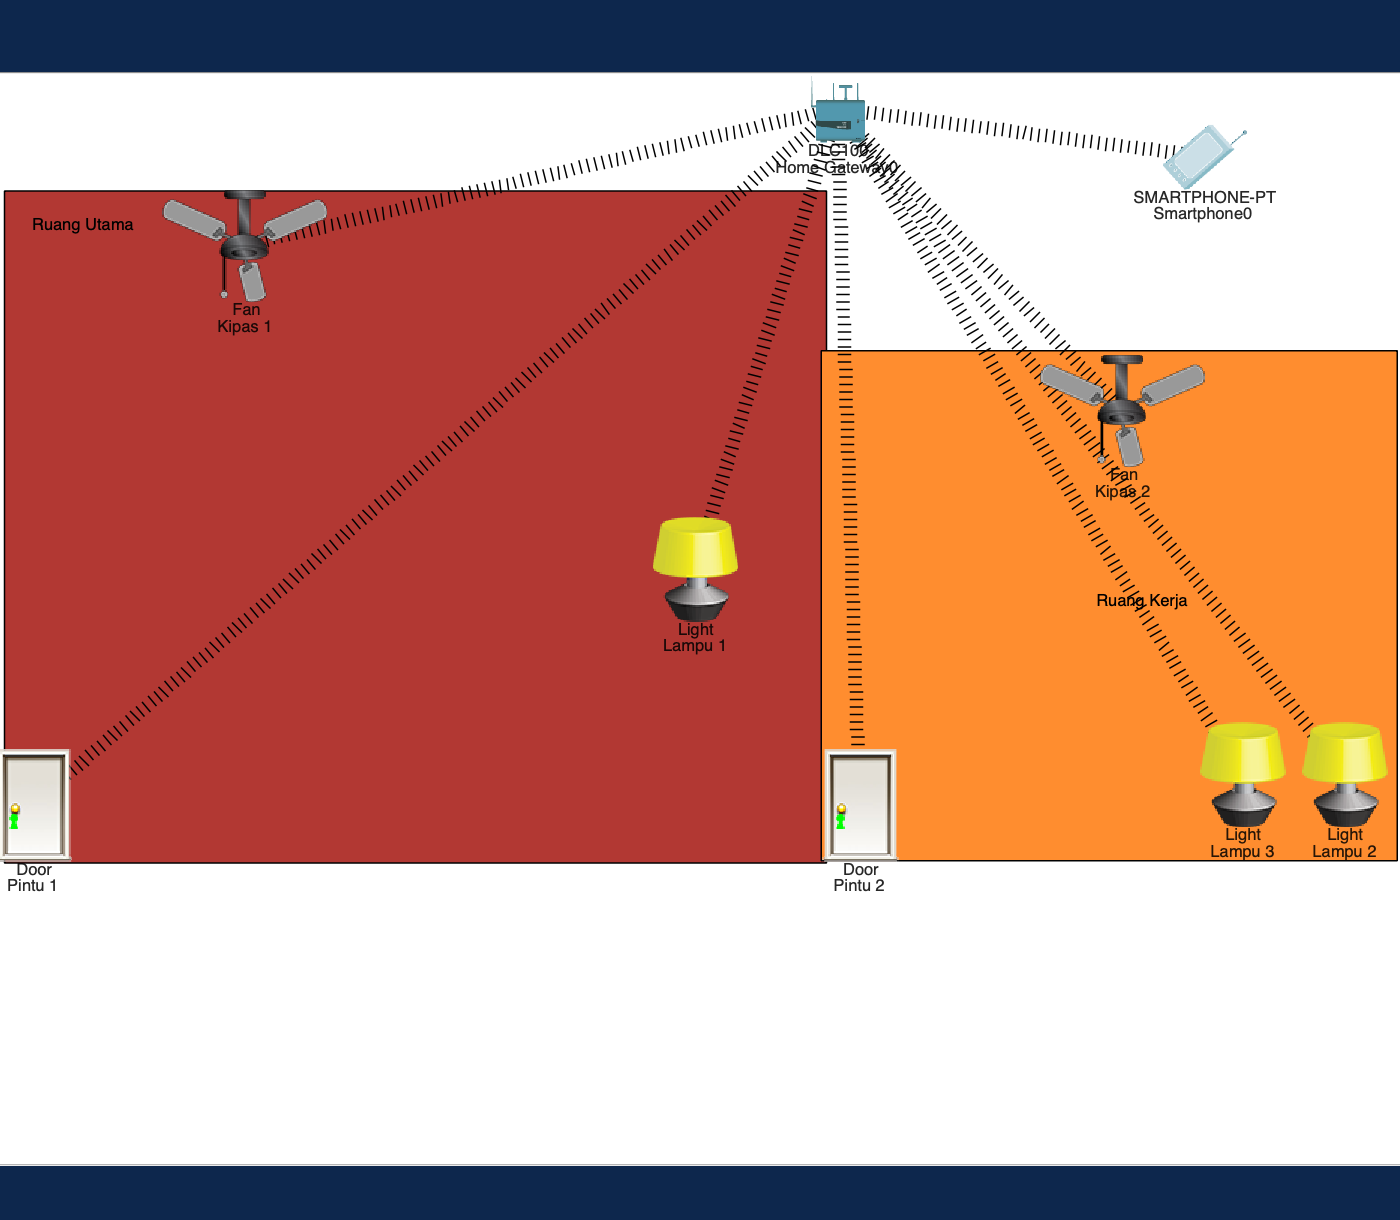 DLC100
Home Gateway0
SMARTPHONE-PT
Smartphone0
Ruang Utama
Fan
Kipas 1
Fan
Kipas 2
Ruang Kerja
Light
Lampu 1
Light
Lampu 3
Light
Lampu 2
Door
Pintu 1
Door
Pintu 2